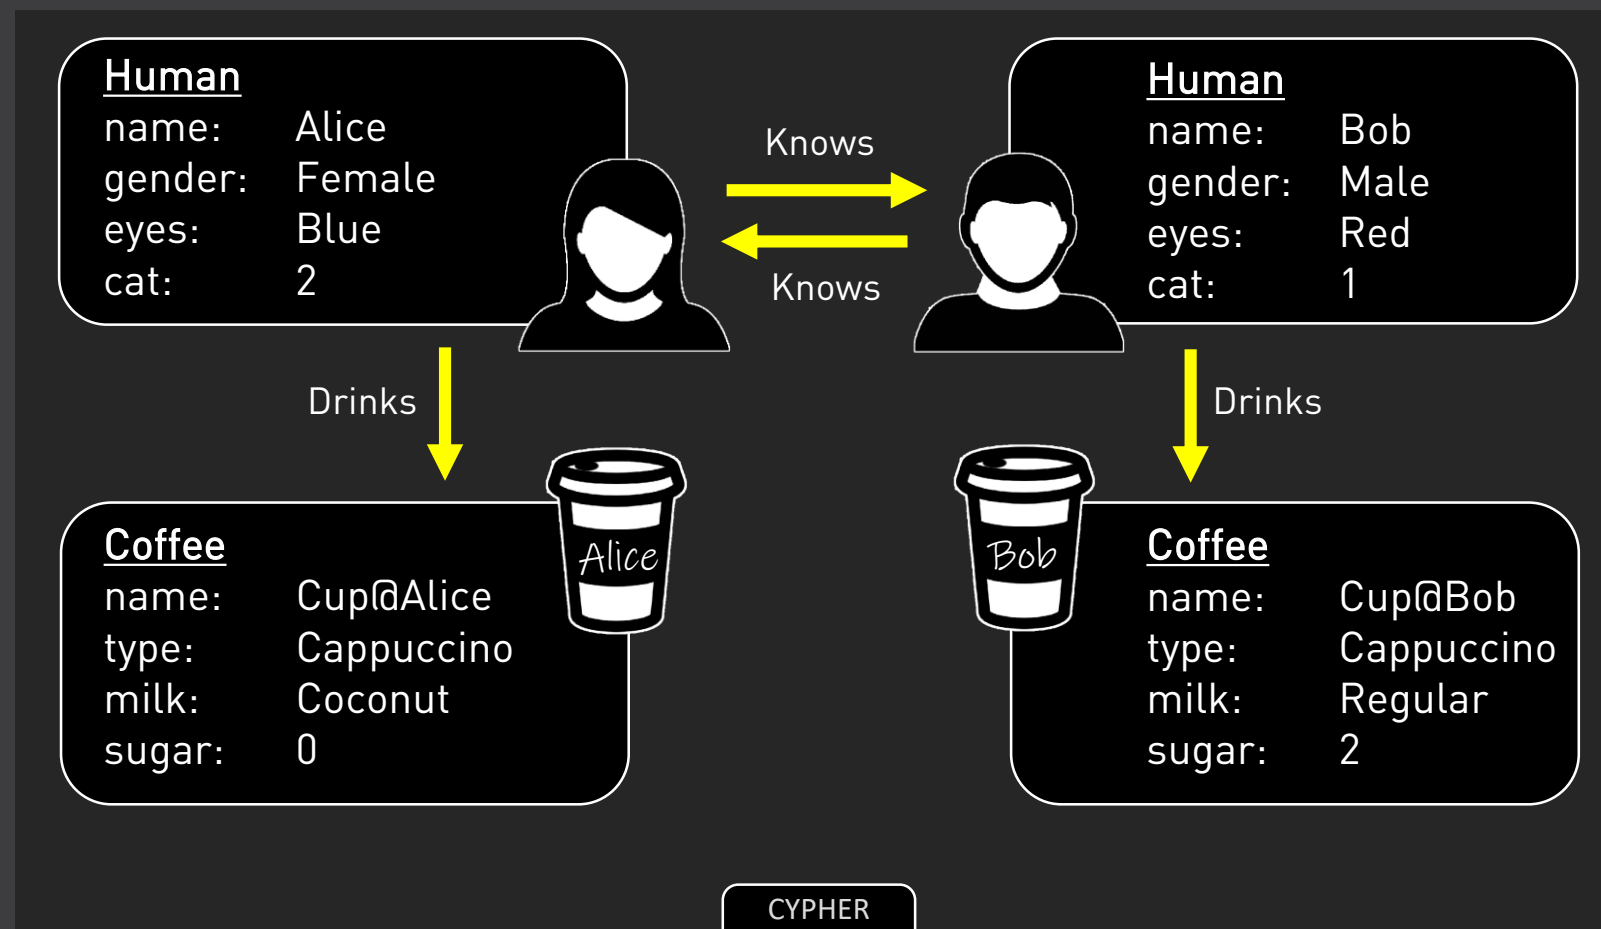 Human
name: Alice
gender: Female
eyes: Blue
cat: 2
Knows
Knows
Human
name: Bob
gender: Male
eyes: Red
cat: 1
Drinks
Drinks
Coffee
name: Cup@Alice
type: Cappuccino
milk: Coconut
sugar: 0
Alice
Bob
Coffee
name: Cup@Bob
type: Cappuccino
milk: Regular
sugar: 2
CYPHER